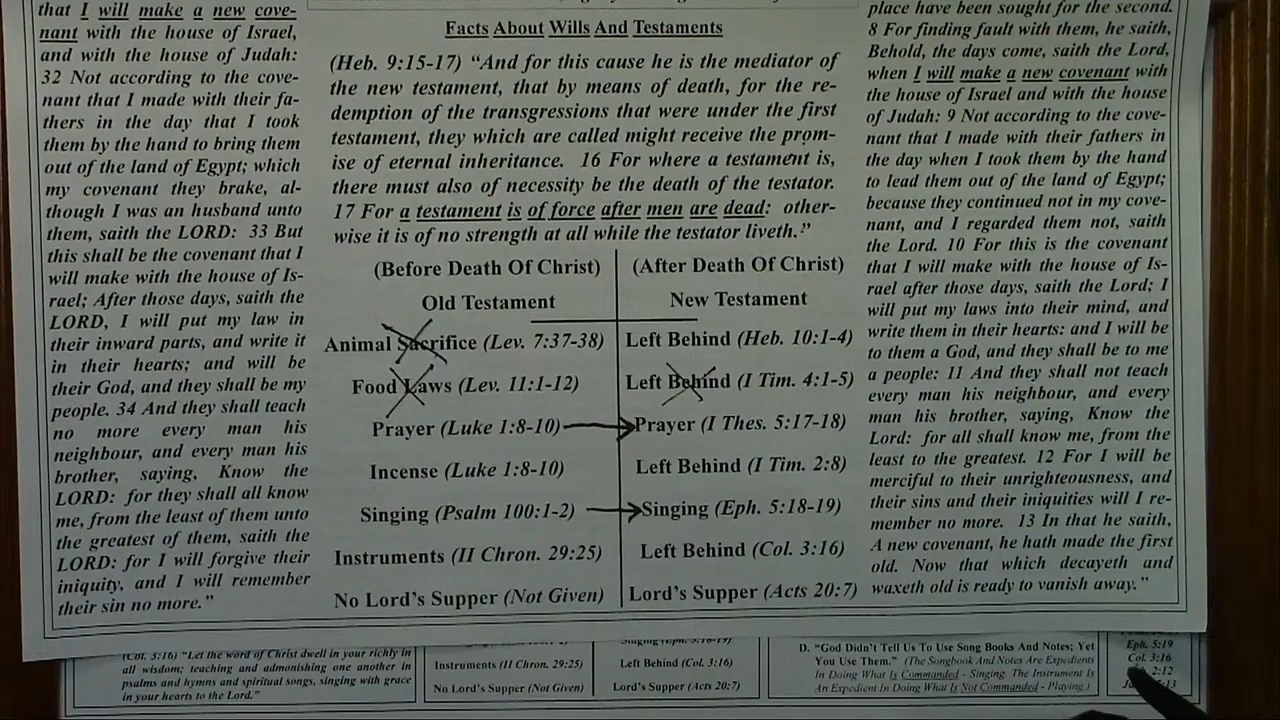 that I will make a new cove-
nant with the house of Israel,
and with the house of Judah:
32 Not according to the cove-
nant that I made with their fa-
thers in the day that I took
them by the hand to bring them
out of the land of Egypt; which
my covenant they brake, al-
though I was an husband unto
them, saith the LORD: 33 But
this shall be the covenant that I
will make with the house of Is-
rael; After those days, saith the
LORD, I will put my law in
their inward parts, and write it
in their hearts; and will be
their God, and they shall be my
people. 34 And they shall teach
no more every man his
neighbour, and every man his
brother, saying, Know the
LORD: for they shall all know
me, from the least of them unto
the greatest of them, saith the
LORD: for I will forgive their
iniquity, and I will remember
their sin no more.”
Facts About Wills And Testaments
(Heb. 9:15-17) “And for this cause he is the mediator of
the new testament, that by means of death, for the re-
demption of the transgressions that were under the first
testament, they which are called might receive the prom-
ise of eternal inheritance. 16 For where a testament is,
there must also of necessity be the death of the testator.
17 For a testament is of force after men are dead: other-
wise it is of no strength at all while the testator liveth.”
(Before Death Of Christ) (After Death Of Christ)
Old Testament New Testament
Animal Sacrifice (Lev. 7:37-38) Left Behind (Heb. 10:1-4)
Food Laws (Lev. 11:1-12) Left Behind (I Tim. 4:1-5)
Prayer (Luke 1:8-10) Prayer (I Thes. 5:17-18)
Incense (Luke 1:8-10) Left Behind (I Tim. 2:8)
Singing (Psalm 100:1-2) Singing (Eph. 5:18-19)
Instruments (II Chron. 29:25) Left Behind (Col. 3:16)
No Lord’s Supper (Not Given) Lord’s Supper (Acts 20:7)
place have been sought for the second.
8 For finding fault with them, he saith,
Behold, the days come, saith the Lord,
when I will make a new covenant with
the house of Israel and with the house
of Judah: 9 Not according to the cove-
nant that I made with their fathers in
the day when I took them by the hand
to lead them out of the land of Egypt;
because they continued not in my cove-
nant, and I regarded them not, saith
the Lord. 10 For this is the covenant
that I will make with the house of Is-
rael after those days, saith the Lord; I
will put my laws into their mind, and
write them in their hearts: and I will be
to them a God, and they shall be to me
a people: 11 And they shall not teach
every man his neighbour, and every
man his brother, saying, Know the
Lord: for all shall know me, from the
least to the greatest. 12 For I will be
merciful to their unrighteousness, and
their sins and their iniquities will I re-
member no more. 13 In that he saith,
A new covenant, he hath made the first
old. Now that which decayeth and
waxeth old is ready to vanish away.”
(Col. 3:16) “Let the word of Christ dwell in your richly in
all wisdom; teaching and admonishing one another in
psalms and hymns and spiritual songs, singing with grace
in your hearts to the Lord.”
Singing (Eph. 5:18-19)
Instruments (II Chron. 29:25) Left Behind (Col. 3:16)
No Lord’s Supper (Not Given) Lord’s Supper (Acts 20:7)
D. “God Didn’t Tell Us To Use Song Books And Notes; Yet
You Use Them.” (The Songbook And Notes Are Expedients
In Doing What Is Commanded - Singing. The Instrument Is
An Expedient In Doing What Is Not Commanded - Playing.)
Eph. 5:19
Col. 3:16
2:12
5:13